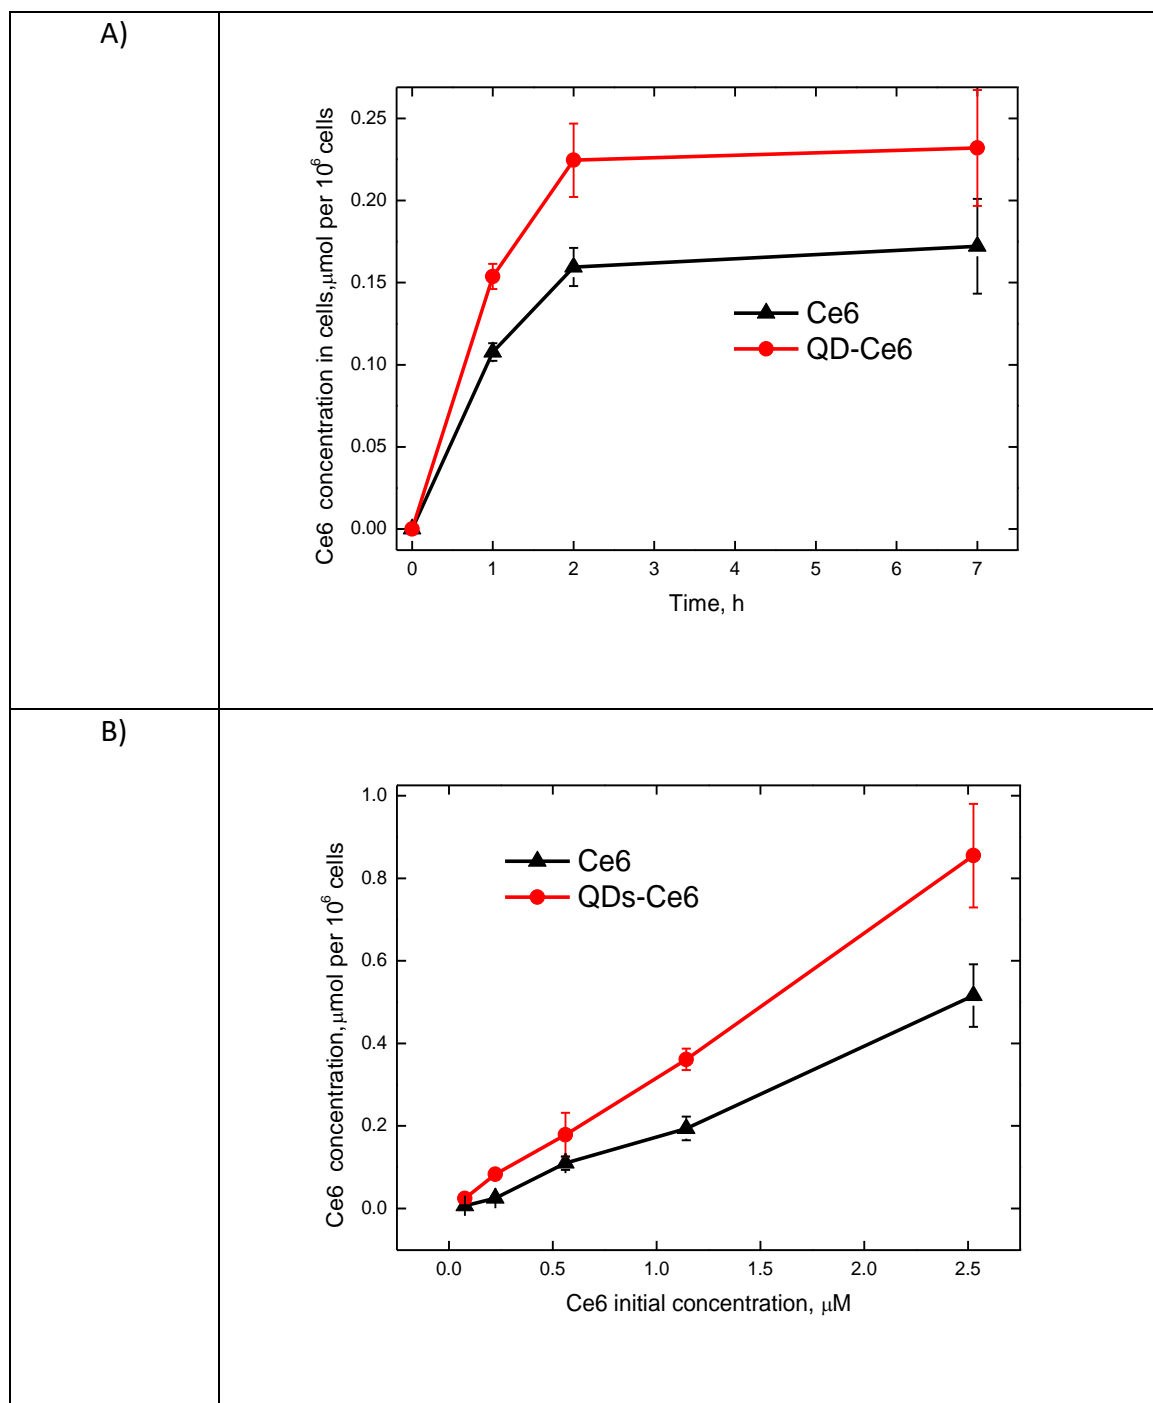 A)
Ce6 concentration in cells,μmol per 10⁶ cells
0.25
0.20
0.15
0.10
0.05
0.00
Ce6
QD-Ce6
0 1 2 3 4 5 6 7
Time, h
B)
Ce6 concentration,μmol per 10⁶ cells
1.0
0.8
0.6
0.4
0.2
0.0
Ce6
QDs-Ce6
0.0 0.5 1.0 1.5 2.0 2.5
Ce6 initial concentration, μM